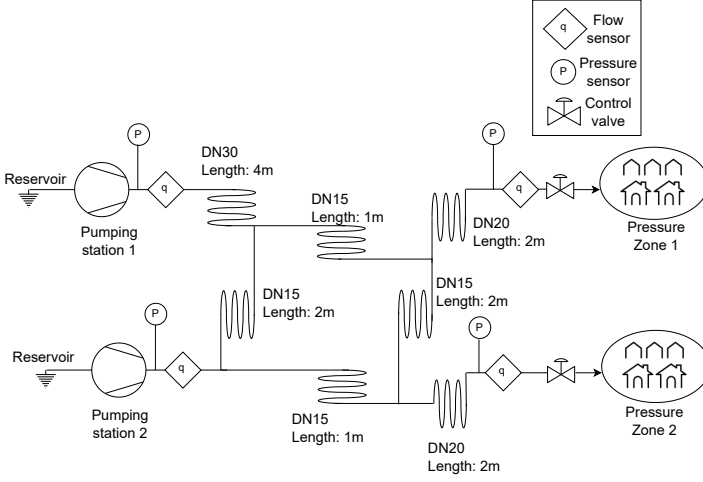 q
Flow
sensor
P
Pressure
sensor
Control
valve
P
P
DN30
Length: 4m
Reservoir
q
q
DN15
Length: 1m
DN20
Length: 2m
Pumping
station 1
Pressure
Zone 1
DN15
Length: 2m
DN15
Length: 2m
P
P
Reservoir
q
q
Pumping
station 2
DN15
Length: 1m
DN20
Length: 2m
Pressure
Zone 2